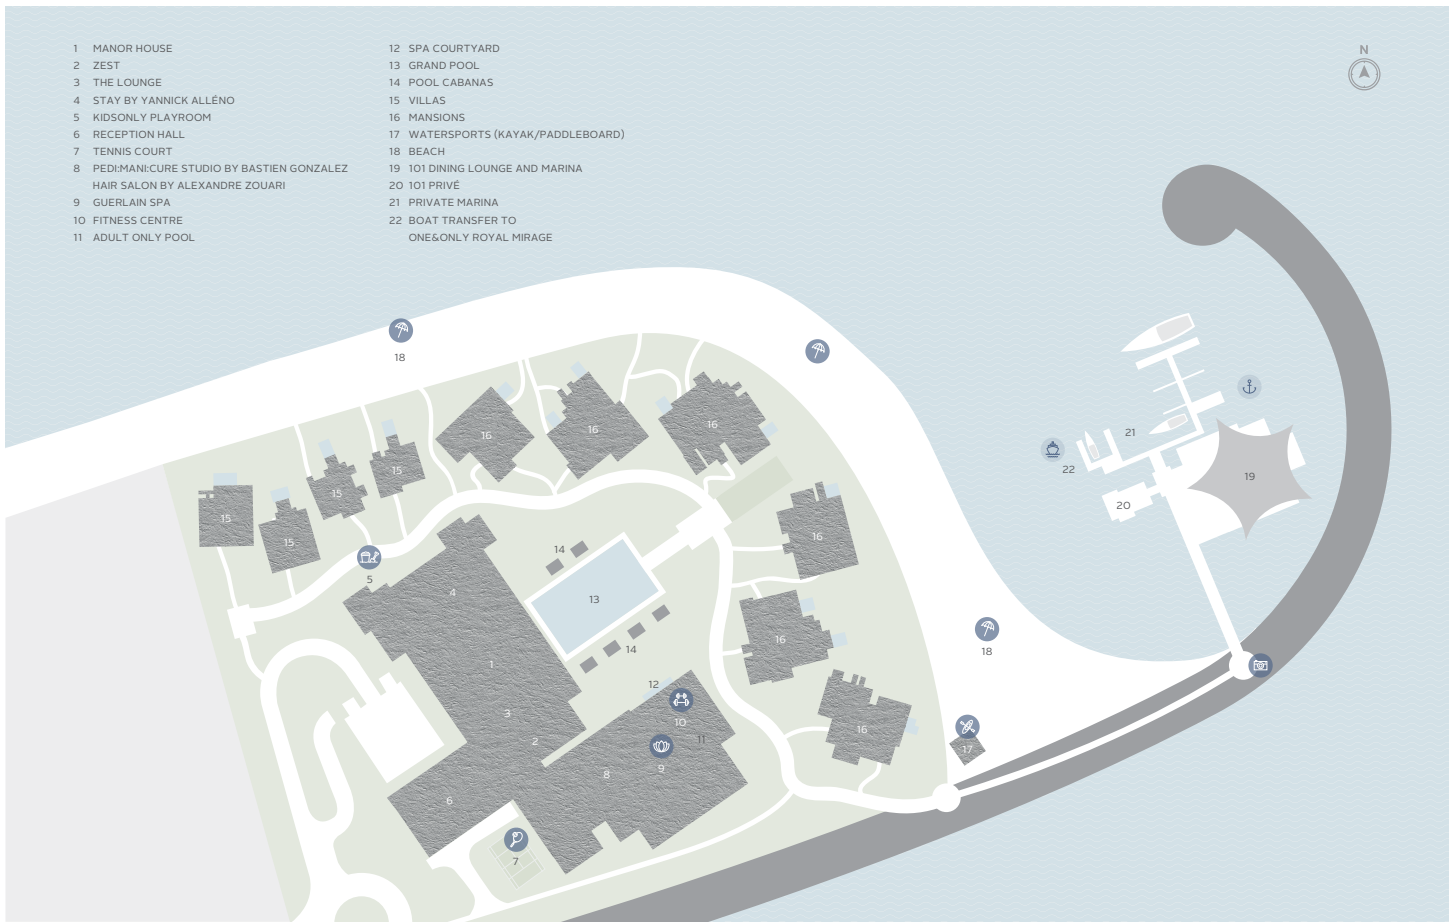 1 MANOR HOUSE
2 ZEST
3 THE LOUNGE
4 STAY BY YANNICK ALLÉNO
5 KIDSONLY PLAYROOM
6 RECEPTION HALL
7 TENNIS COURT
8 PEDI:MANI:CURE STUDIO BY BASTIEN GONZALEZ
HAIR SALON BY ALEXANDRE ZOUARI
9 GUERLAIN SPA
10 FITNESS CENTRE
11 ADULT ONLY POOL
12 SPA COURTYARD
13 GRAND POOL
14 POOL CABANAS
15 VILLAS
16 MANSIONS
17 WATERSPORTS (KAYAK/PADDLEBOARD)
18 BEACH
19 101 DINING LOUNGE AND MARINA
20 101 PRIVÉ
21 PRIVATE MARINA
22 BOAT TRANSFER TO
ONE&ONLY ROYAL MIRAGE
N
18
16
16
16
15
15
15
15
21
22
19
20
16
14
5
4
13
16
14
18
1
12
3
10
2
11
16
17
9
8
6
7